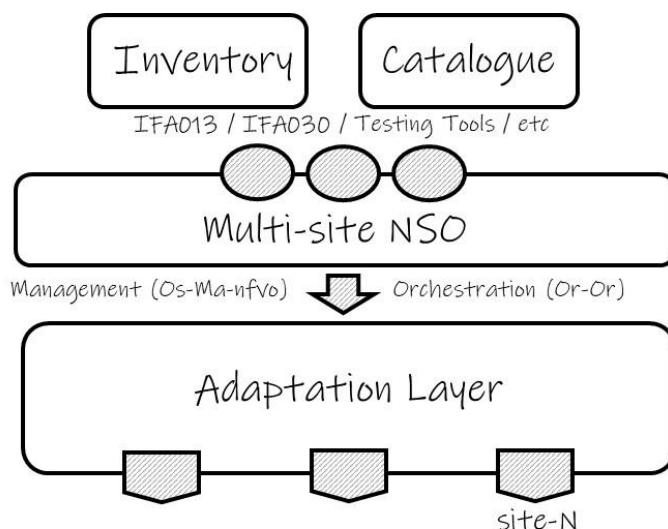 Inventory
Catalogue
IFA013 / IFA030 / Testing Tools / etc
Multi-site NSO
Management (Os-Ma-nfvo)
Orchestration (Or-Or)
Adaptation Layer
site-N